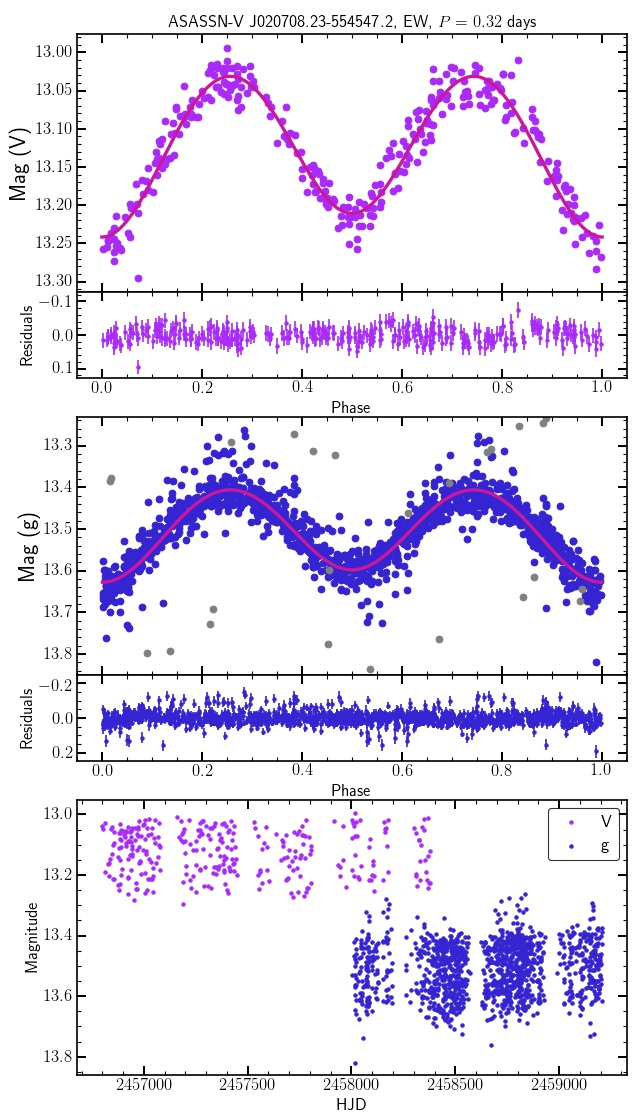 ASASSN-V J020708.23-554547.2, EW, P = 0.32 days
13.00
13.05
13.10
13.15
13.20
13.25
13.30
Mag (V)
−0.1
0.0
0.1
Residuals
0.0 0.2 0.4 0.6 0.8 1.0
Phase
13.3
13.4
13.5
13.6
13.7
13.8
Mag (g)
−0.2
0.0
0.2
Residuals
0.0 0.2 0.4 0.6 0.8 1.0
Phase
13.0
13.2
13.4
13.6
13.8
Magnitude
V
g
2457000 2457500 2458000 2458500 2459000
HJD